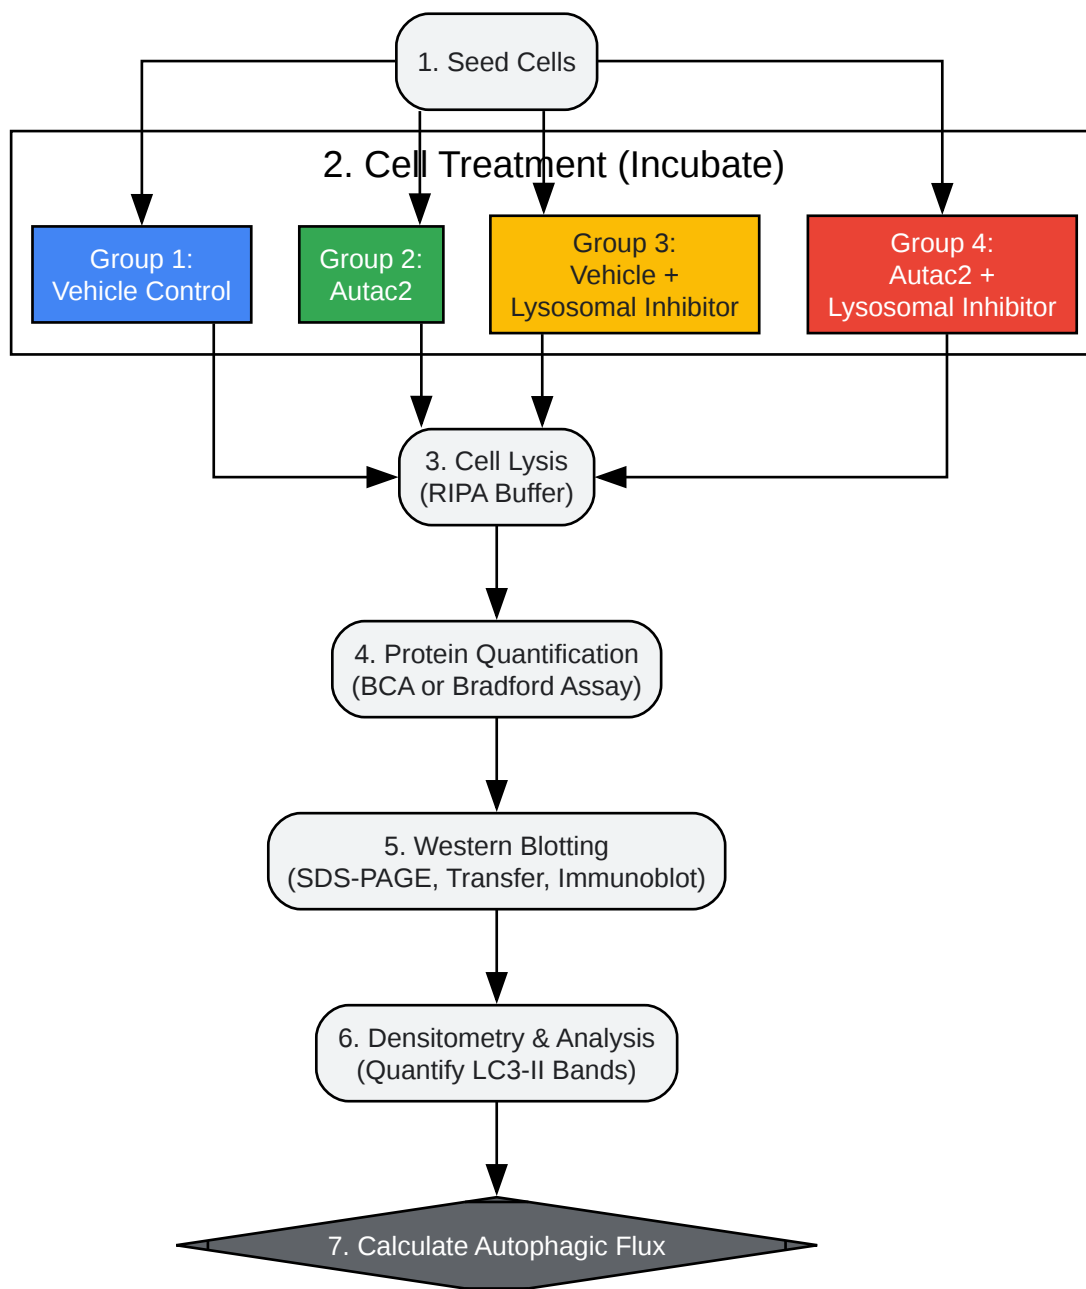 1. Seed Cells
2. Cell Treatment (Incubate)
Group 1:
Vehicle Control
Group 2:
Autac2
Group 3:
Vehicle +
Lysosomal Inhibitor
Group 4:
Autac2 +
Lysosomal Inhibitor
3. Cell Lysis
(RIPA Buffer)
4. Protein Quantification
(BCA or Bradford Assay)
5. Western Blotting
(SDS-PAGE, Transfer, Immunoblot)
6. Densitometry & Analysis
(Quantify LC3-II Bands)
7. Calculate Autophagic Flux